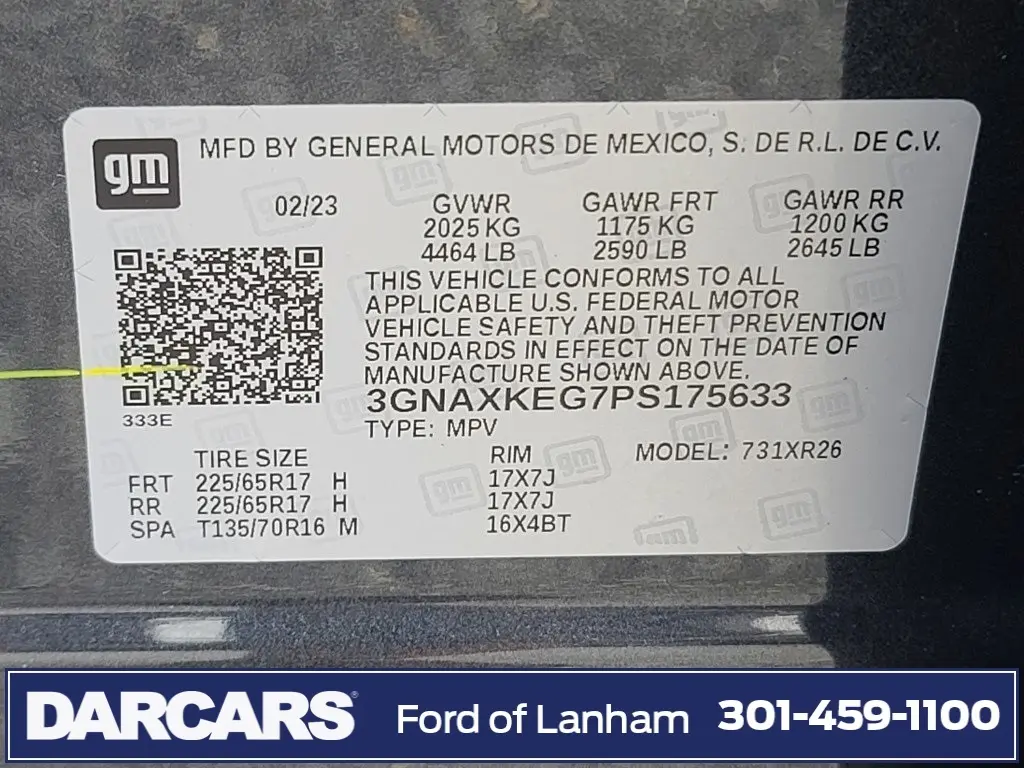 gm
MFD BY GENERAL MOTORS DE MEXICO, S. DE R.L. DE C.V.
02/23 GVWR GAWR FRT GAWR RR
2025 KG 1175 KG 1200 KG
4464 LB 2590 LB 2645 LB
THIS VEHICLE CONFORMS TO ALL
APPLICABLE U.S. FEDERAL MOTOR
VEHICLE SAFETY AND THEFT PREVENTION
STANDARDS IN EFFECT ON THE DATE OF
MANUFACTURE SHOWN ABOVE.
3GNAXKEG7PS175633
333E
TYPE: MPV
TIRE SIZE RIM MODEL: 731XR26
FRT 225/65R17 H 17X7J
RR 225/65R17 H 17X7J
SPA T135/70R16 M 16X4BT
DARCARS® Ford of Lanham 301-459-1100